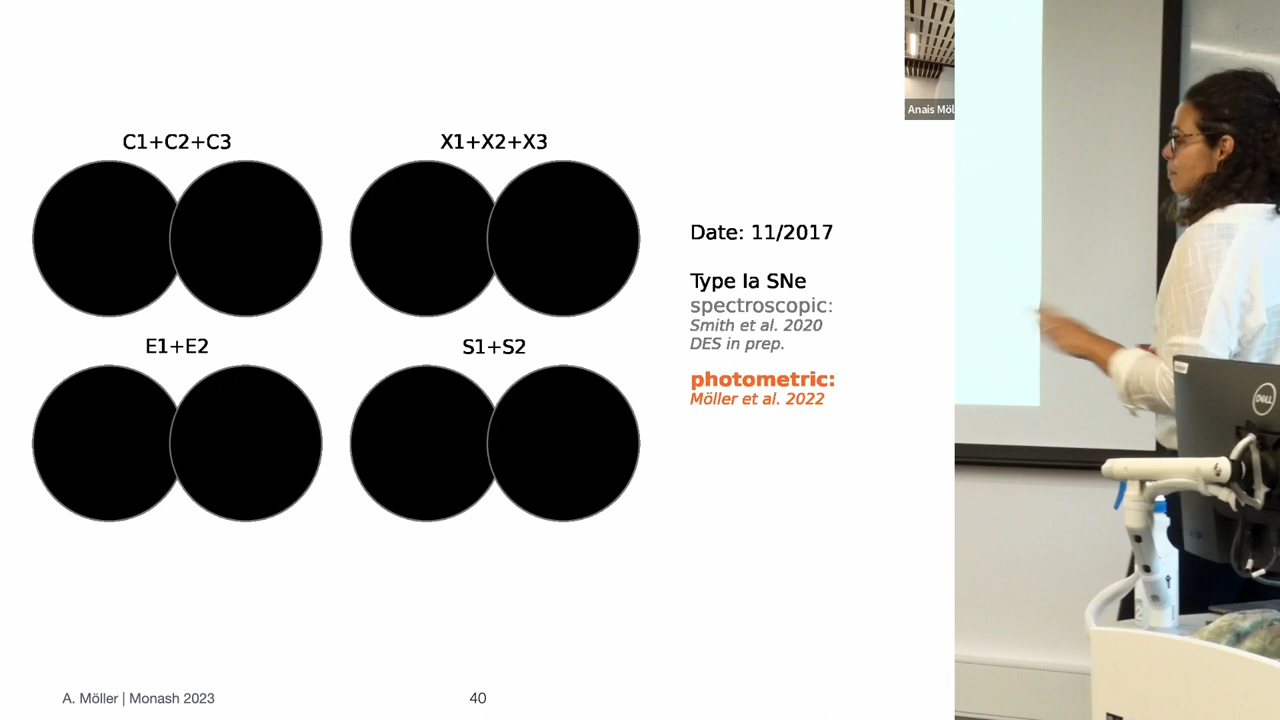 C1+C2+C3
X1+X2+X3
E1+E2
S1+S2
Date: 11/2017
Type Ia SNe
spectroscopic:
Smith et al. 2020
DES in prep.
photometric:
Möller et al. 2022
A. Möller | Monash 2023
40
Anais Möl
DELL